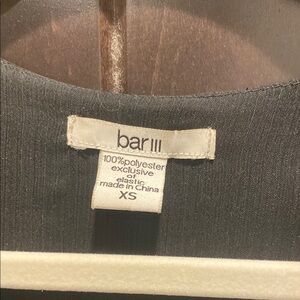 bar III
100%polyester
exclusive
of
elastic
made in China
XS